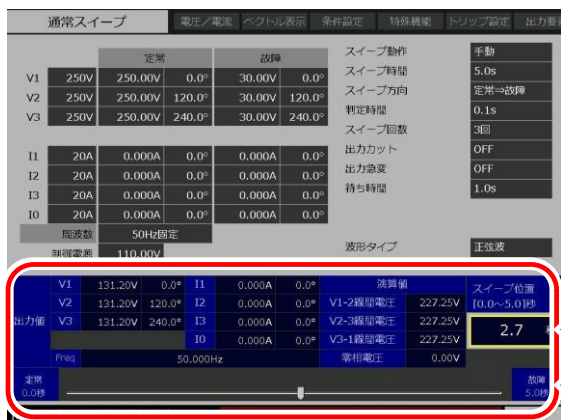 通常スイープ 電圧／電流 ベクトル表示 条件設定 特殊機能 トリップ設定 出力要
定常 故障
V1 250V 250.00V 0.0° 30.00V 0.0°
V2 250V 250.00V 120.0° 30.00V 120.0°
V3 250V 250.00V 240.0° 30.00V 240.0°
I1 20A 0.000A 0.0° 0.000A 0.0°
I2 20A 0.000A 0.0° 0.000A 0.0°
I3 20A 0.000A 0.0° 0.000A 0.0°
I0 20A 0.000A 0.0° 0.000A 0.0°
周波数 50Hz固定
制御電源 110.00V
スイープ動作 手動
スイープ時間 5.0s
スイープ方向 定常⇒故障
判定時間 0.1s
スイープ回数 3回
出力カット OFF
出力急変 OFF
待ち時間 1.0s
波形タイプ 正弦波
出力値
V1 131.20V 0.0° I1 0.000A 0.0°
V2 131.20V 120.0° I2 0.000A 0.0°
V3 131.20V 240.0° I3 0.000A 0.0°
I0 0.000A 0.0°
Freq 50.000Hz
演算値
V1-2線間電圧 227.25V
V2-3線間電圧 227.25V
V3-1線間電圧 227.25V
零相電圧 0.00V
スイープ位置
[0.0～5.0]秒
2.7
定常
0.0秒
故障
5.0秒